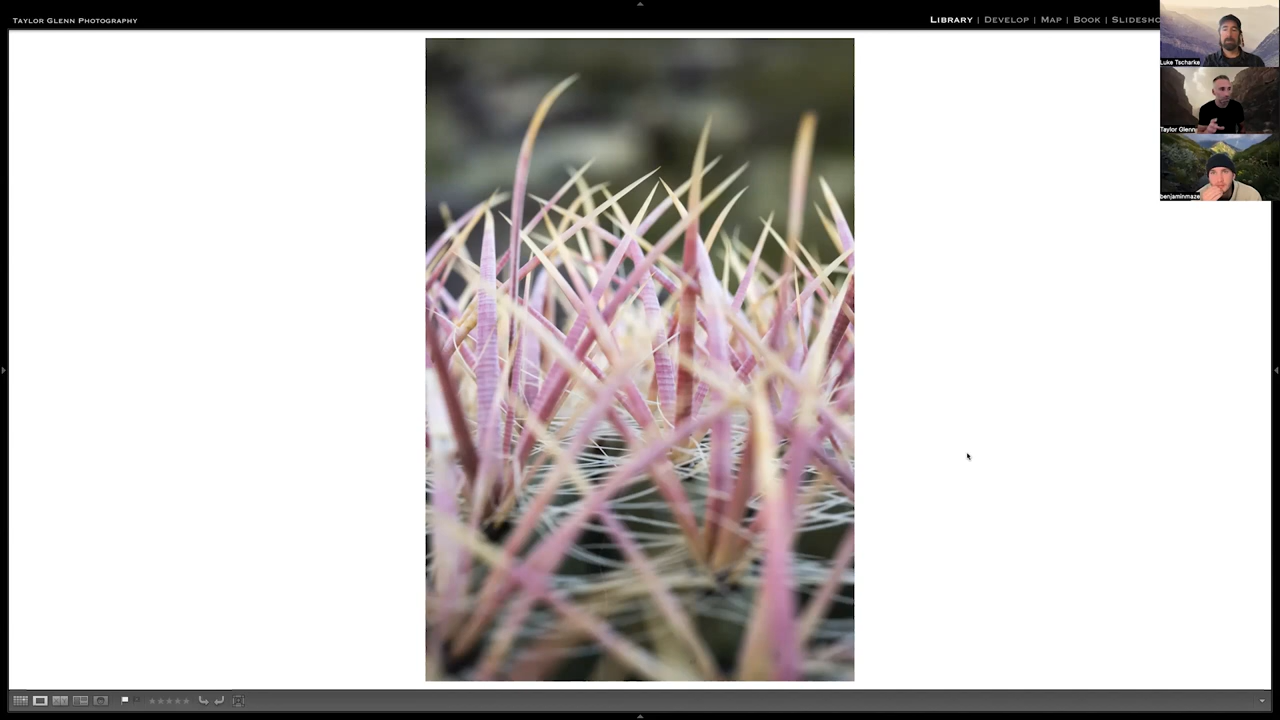 TAYLOR GLENN PHOTOGRAPHY
LIBRARY | DEVELOP | MAP | BOOK | SLIDESHO
Luke Tscharke
Taylor Glenn
benjaminmaze